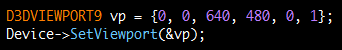 D3DVIEWPORT9 vp = {0, 0, 640, 480, 0, 1};
Device->SetViewport(&vp);